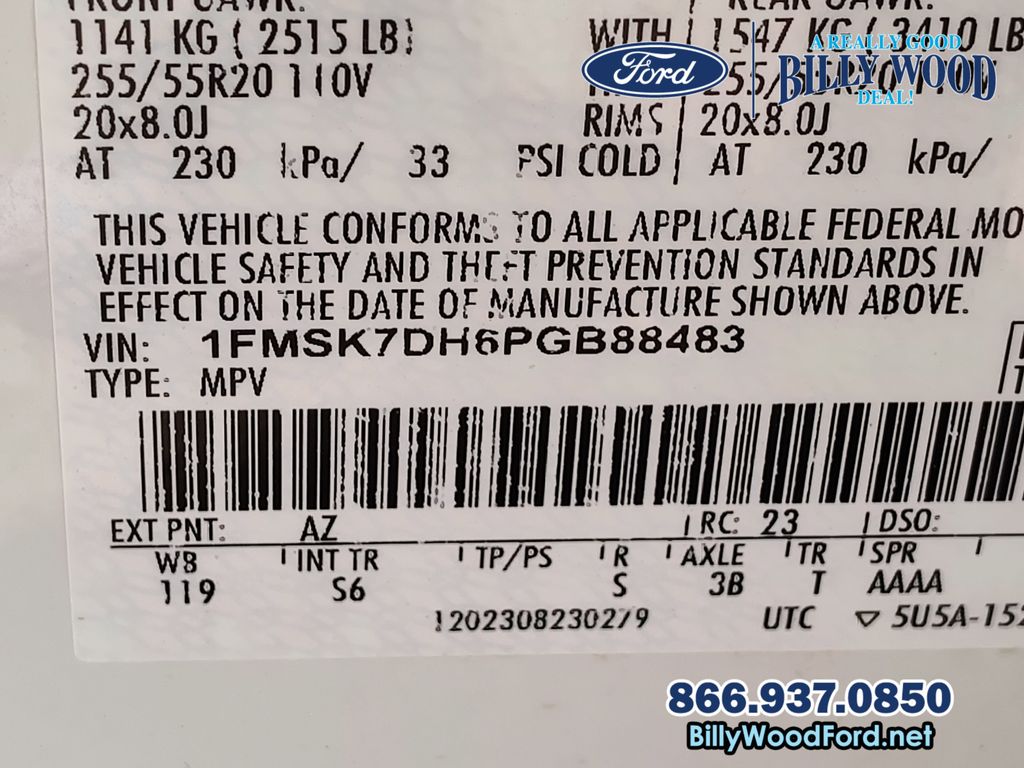 FRONT GAWR: REAR GAWR:
1141 KG ( 2515 LB) WITH 1547 KG ( 3410 LB
255/55R20 110V 255/55R20 110V
20x8.0J RIMS 20x8.0J
AT 230 kPa/ 33 PSI COLD AT 230 kPa/
Ford
A REALLY GOOD
BILLY WOOD
DEAL!
THIS VEHICLE CONFORMS TO ALL APPLICABLE FEDERAL MO
VEHICLE SAFETY AND THEFT PREVENTION STANDARDS IN
EFFECT ON THE DATE OF MANUFACTURE SHOWN ABOVE.
VIN: 1FMSK7DH6PGB88483
TYPE: MPV
EXT PNT: AZ RC: 23 DSO:
WB INT TR TP/PS R AXLE TR SPR
119 S6 S 3B T AAAA
1202308230279 UTC ▽ 5U5A-152
866.937.0850
BillyWoodFord.net